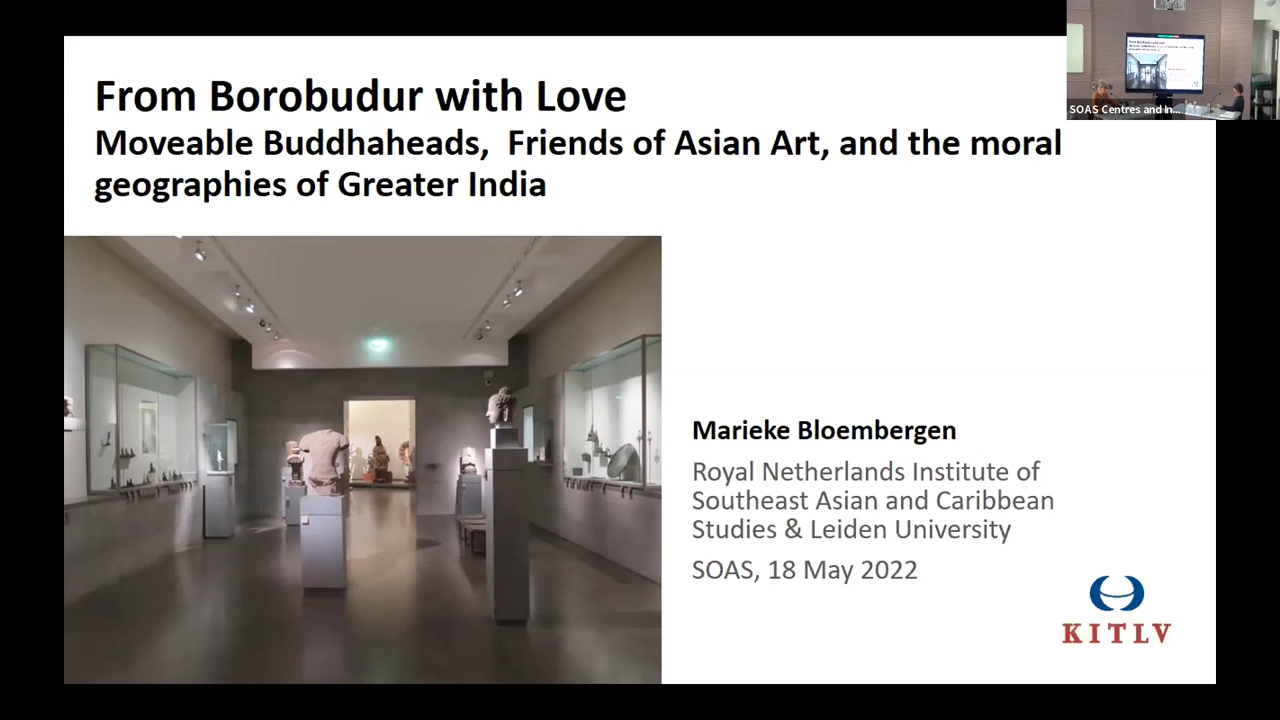 From Borobudur with Love
Moveable Buddhaheads,  Friends of Asian Art, and the moral
geographies of Greater India
Marieke Bloembergen
Royal Netherlands Institute of
Southeast Asian and Caribbean
Studies & Leiden University
SOAS, 18 May 2022
KITLV
SOAS Centres and In...